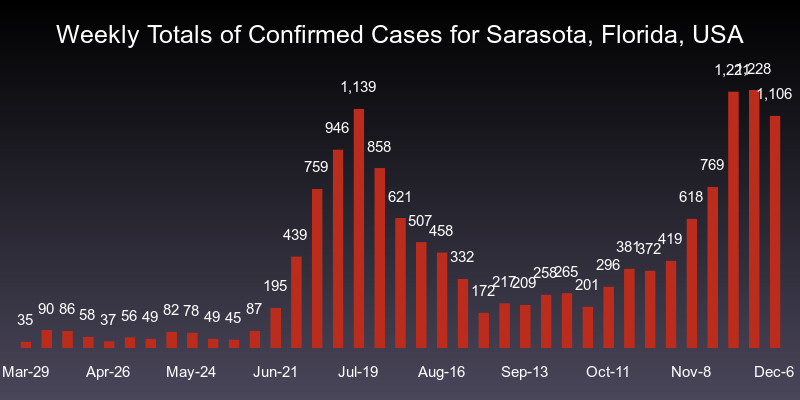 Weekly Totals of Confirmed Cases for Sarasota, Florida, USA
35 90 86 58 37 56 49 82 78 49 45 87 195 439 759 946 1,139 858 621 507 458 332 172 217 209 258 265 201 296 381 372 419 618 769 1,221 1,228 1,106
Mar-29 Apr-26 May-24 Jun-21 Jul-19 Aug-16 Sep-13 Oct-11 Nov-8 Dec-6